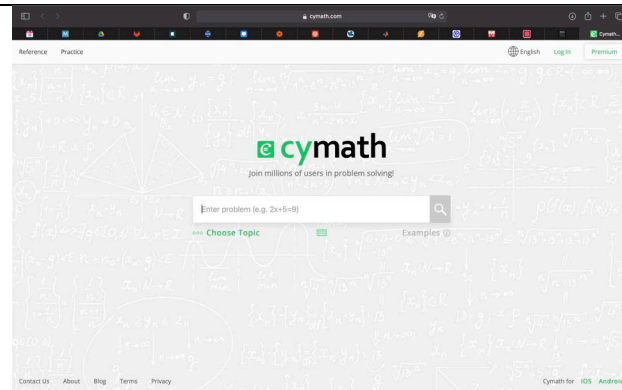 cymath.com
Cymath...
Reference Practice English Log In Premium
cymath
Join millions of users in problem solving!
Enter problem (e.g. 2x+5=9)
Choose Topic Examples
Contact Us About Blog Terms Privacy Cymath for iOS Android